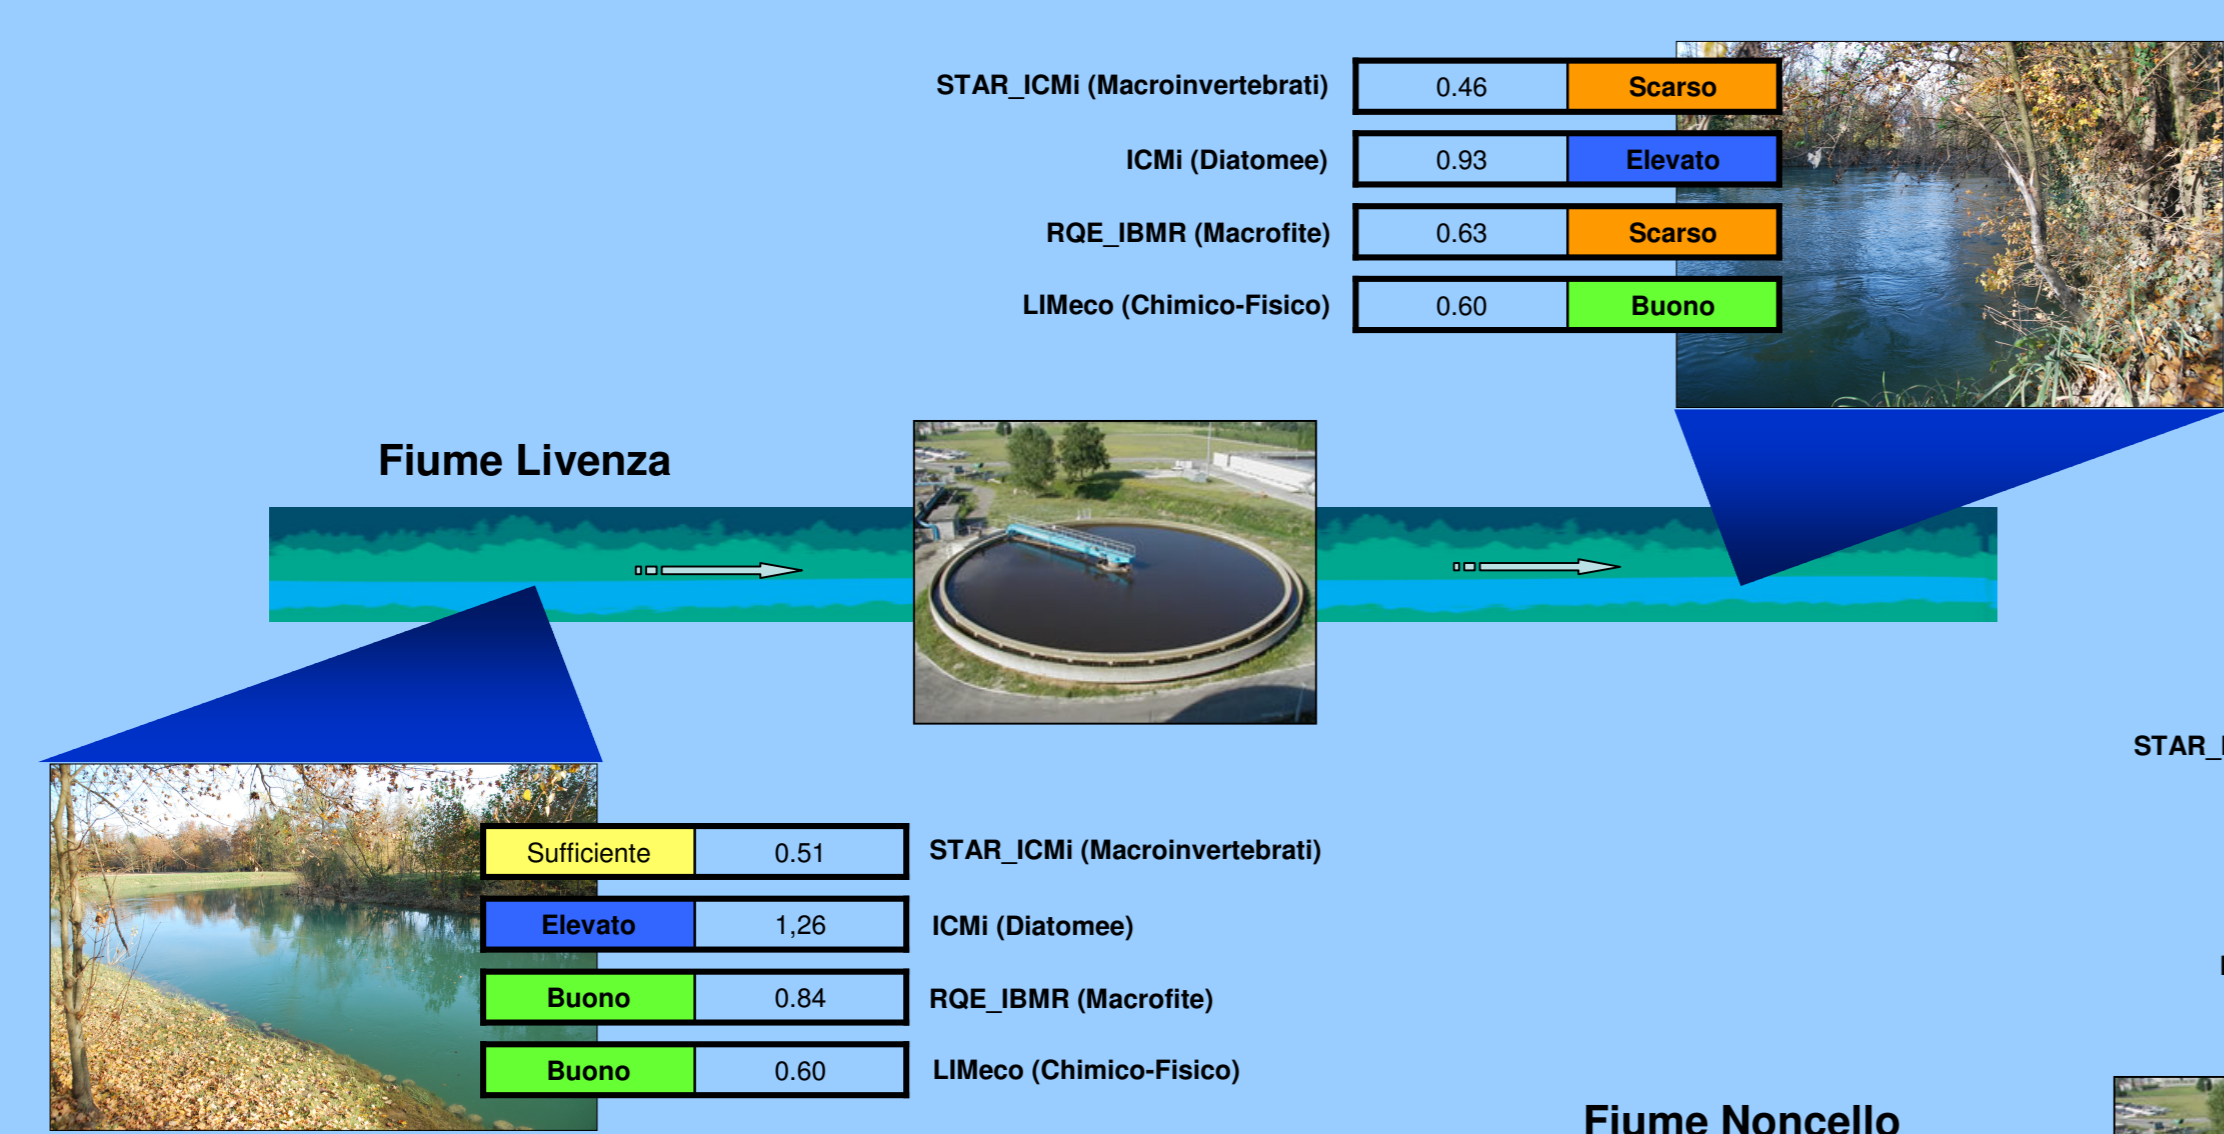 STAR_ICMi (Macroinvertebrati) 0.46 Scarso
ICMi (Diatomee) 0.93 Elevato
RQE_IBMR (Macrofite) 0.63 Scarso
LIMeco (Chimico-Fisico) 0.60 Buono
Fiume Livenza
STAR_
Sufficiente 0.51 STAR_ICMi (Macroinvertebrati)
Elevato 1,26 ICMi (Diatomee)
Buono 0.84 RQE_IBMR (Macrofite)
Buono 0.60 LIMeco (Chimico-Fisico)
Fiume Noncello